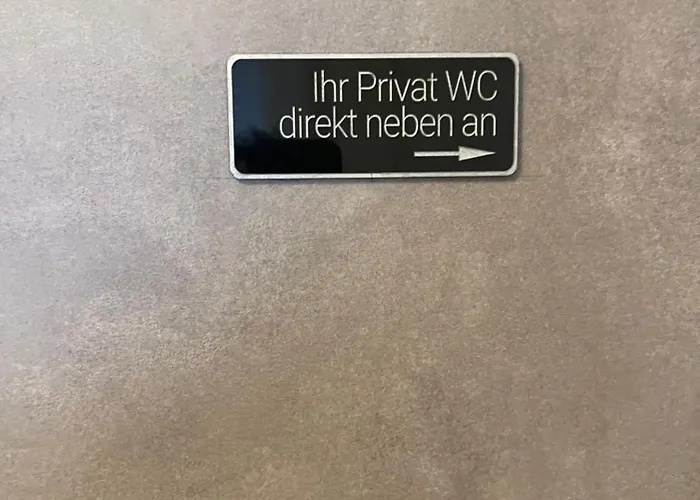 Ihr Privat WC
direkt neben an